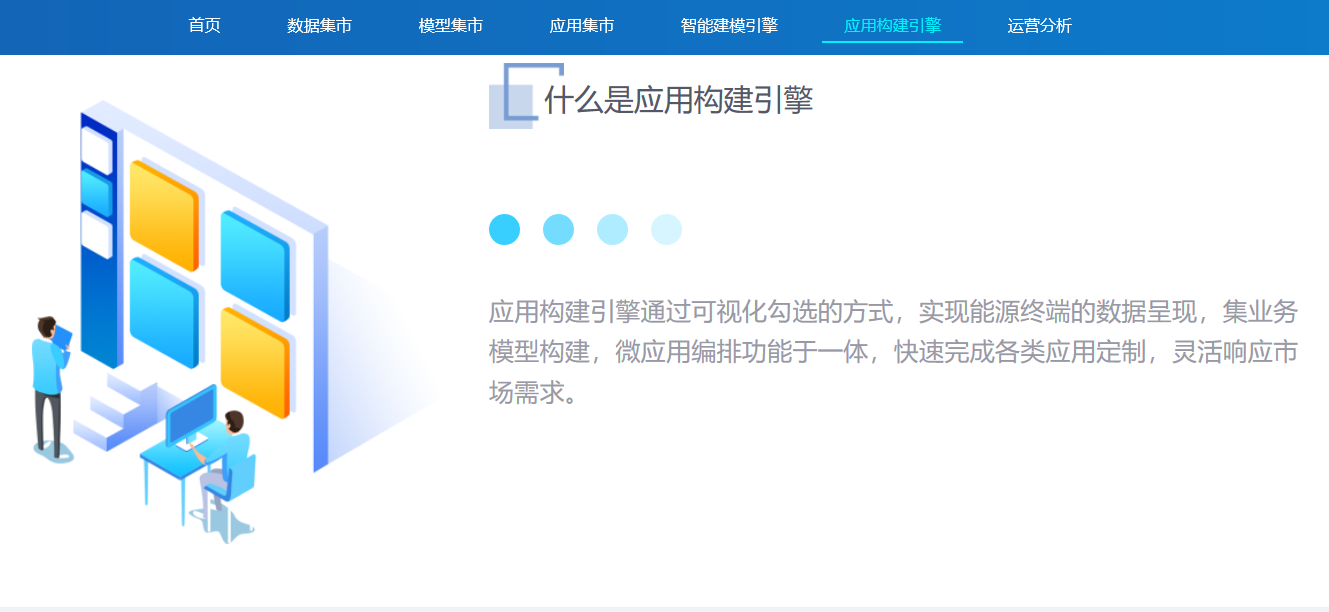 首页 数据集市 模型集市 应用集市 智能建模引擎 应用构建引擎 运营分析
什么是应用构建引擎
应用构建引擎通过可视化勾选的方式，实现能源终端的数据呈现，集业务
模型构建，微应用编排功能于一体，快速完成各类应用定制，灵活响应市
场需求。